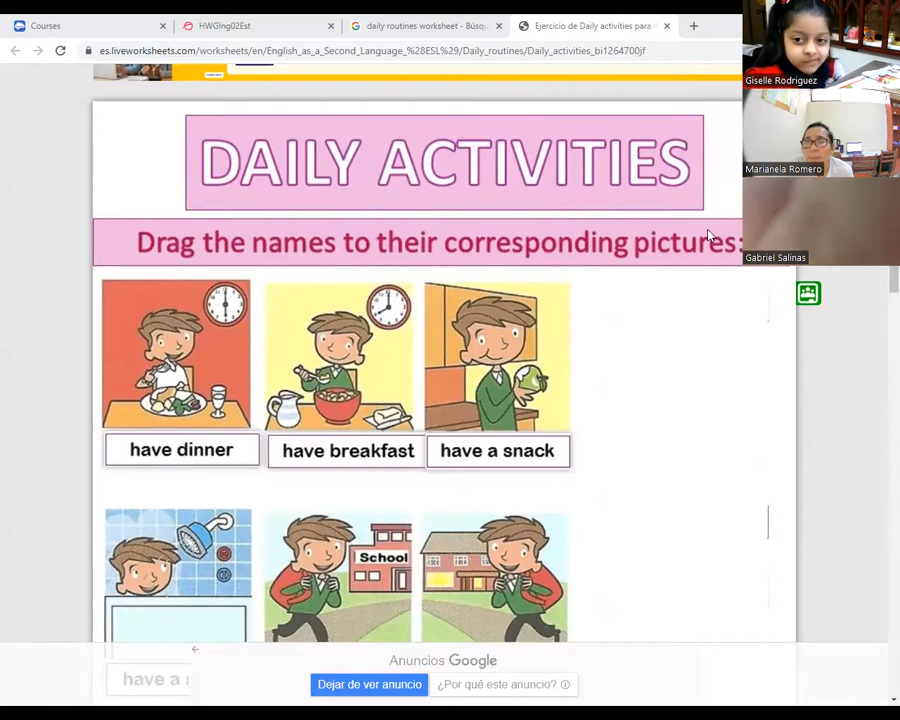 Courses
HWGIng02Est
daily routines worksheet - Búsqu
Ejercicio de Daily activities para
es.liveworksheets.com/worksheets/en/English_as_a_Second_Language_%28ESL%29/Daily_routines/Daily_activities_bi1264700jf
Giselle Rodriguez
Marianela Romero
Gabriel Salinas
DAILY ACTIVITIES
Drag the names to their corresponding pictures:
have dinner
have breakfast
have a snack
School
Anuncios Google
Dejar de ver anuncio
¿Por qué este anuncio?
have a s